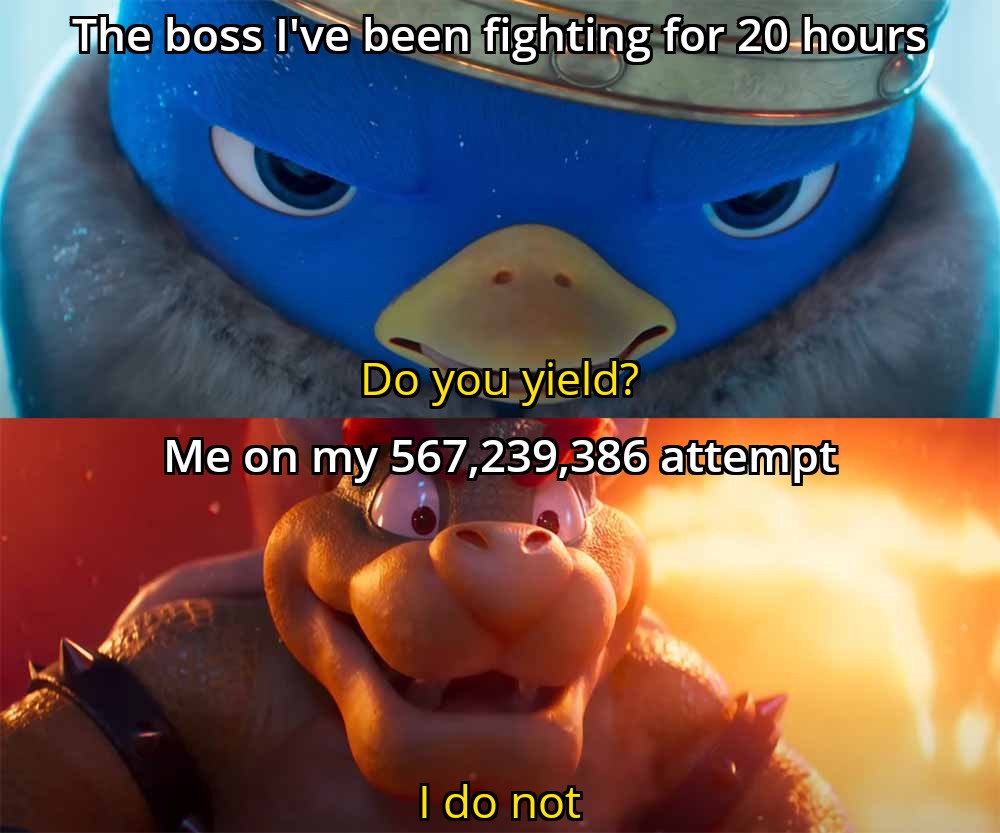 The boss I've been fighting for 20 hours
Do you yield?
Me on my 567,239,386 attempt
I do not